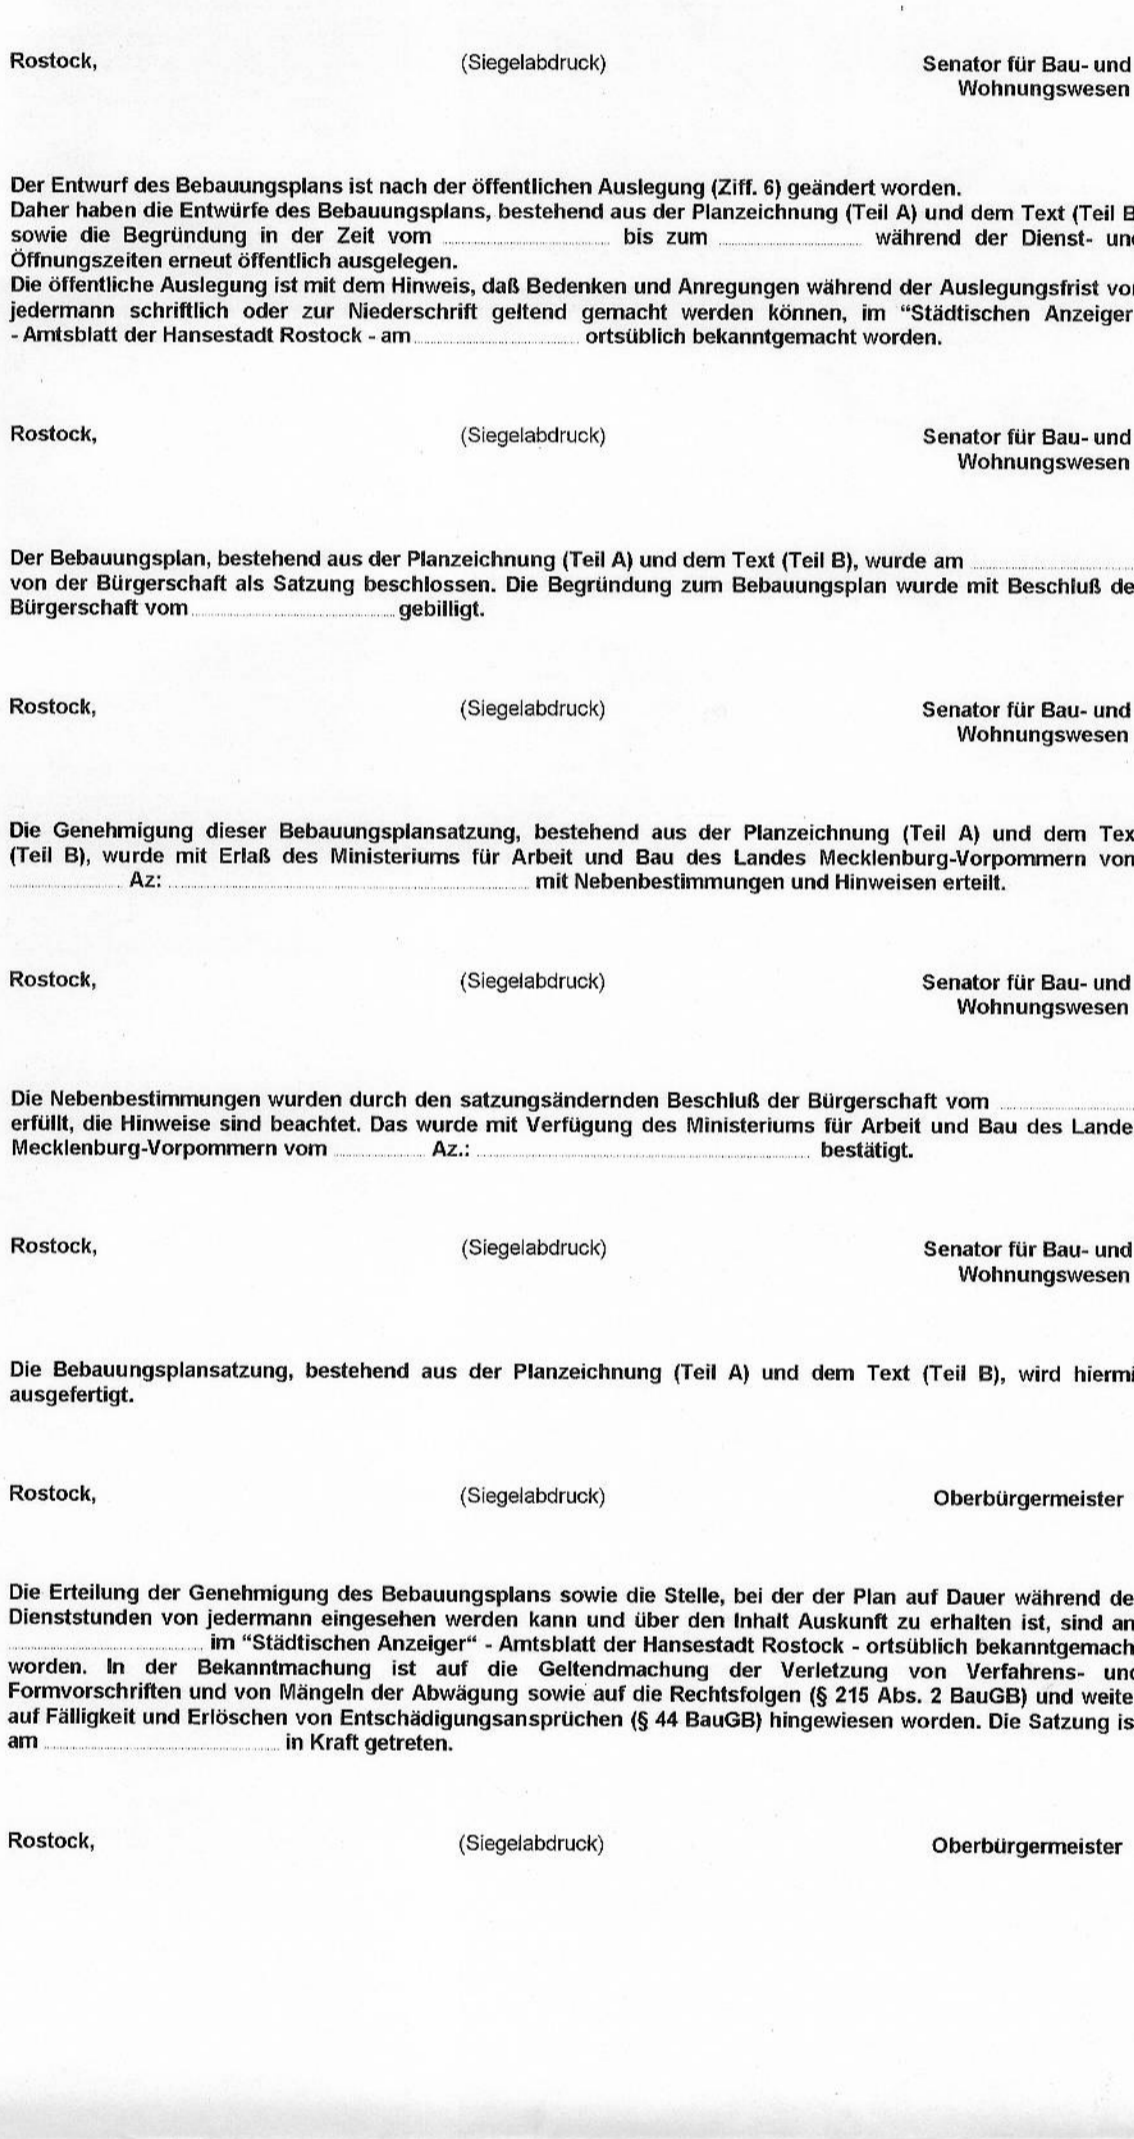 Rostock, (Siegelabdruck) Senator für Bau- und
Wohnungswesen
Der Entwurf des Bebauungsplans ist nach der öffentlichen Auslegung (Ziff. 6) geändert worden.
Daher haben die Entwürfe des Bebauungsplans, bestehend aus der Planzeichnung (Teil A) und dem Text (Teil B
sowie die Begründung in der Zeit vom ........ bis zum ........ während der Dienst- und
Öffnungszeiten erneut öffentlich ausgelegen.
Die öffentliche Auslegung ist mit dem Hinweis, daß Bedenken und Anregungen während der Auslegungsfrist von
jedermann schriftlich oder zur Niederschrift geltend gemacht werden können, im “Städtischen Anzeiger
- Amtsblatt der Hansestadt Rostock - am ........ ortsüblich bekanntgemacht worden.
Rostock, (Siegelabdruck) Senator für Bau- und
Wohnungswesen
Der Bebauungsplan, bestehend aus der Planzeichnung (Teil A) und dem Text (Teil B), wurde am ........
von der Bürgerschaft als Satzung beschlossen. Die Begründung zum Bebauungsplan wurde mit Beschluß de
Bürgerschaft vom ........ gebilligt.
Rostock, (Siegelabdruck) Senator für Bau- und
Wohnungswesen
Die Genehmigung dieser Bebauungsplansatzung, bestehend aus der Planzeichnung (Teil A) und dem Tex
(Teil B), wurde mit Erlaß des Ministeriums für Arbeit und Bau des Landes Mecklenburg-Vorpommern vom
........ Az: ........ mit Nebenbestimmungen und Hinweisen erteilt.
Rostock, (Siegelabdruck) Senator für Bau- und
Wohnungswesen
Die Nebenbestimmungen wurden durch den satzungsändernden Beschluß der Bürgerschaft vom ........
erfüllt, die Hinweise sind beachtet. Das wurde mit Verfügung des Ministeriums für Arbeit und Bau des Lande
Mecklenburg-Vorpommern vom ........ Az.: ........ bestätigt.
Rostock, (Siegelabdruck) Senator für Bau- und
Wohnungswesen
Die Bebauungsplansatzung, bestehend aus der Planzeichnung (Teil A) und dem Text (Teil B), wird hiermi
ausgefertigt.
Rostock, (Siegelabdruck) Oberbürgermeister
Die Erteilung der Genehmigung des Bebauungsplans sowie die Stelle, bei der der Plan auf Dauer während de
Dienststunden von jedermann eingesehen werden kann und über den Inhalt Auskunft zu erhalten ist, sind am
........ im “Städtischen Anzeiger“ - Amtsblatt der Hansestadt Rostock - ortsüblich bekanntgemach
worden. In der Bekanntmachung ist auf die Geltendmachung der Verletzung von Verfahrens- und
Formvorschriften und von Mängeln der Abwägung sowie auf die Rechtsfolgen (§ 215 Abs. 2 BauGB) und weite
auf Fälligkeit und Erlöschen von Entschädigungsansprüchen (§ 44 BauGB) hingewiesen worden. Die Satzung is
am ........ in Kraft getreten.
Rostock, (Siegelabdruck) Oberbürgermeister